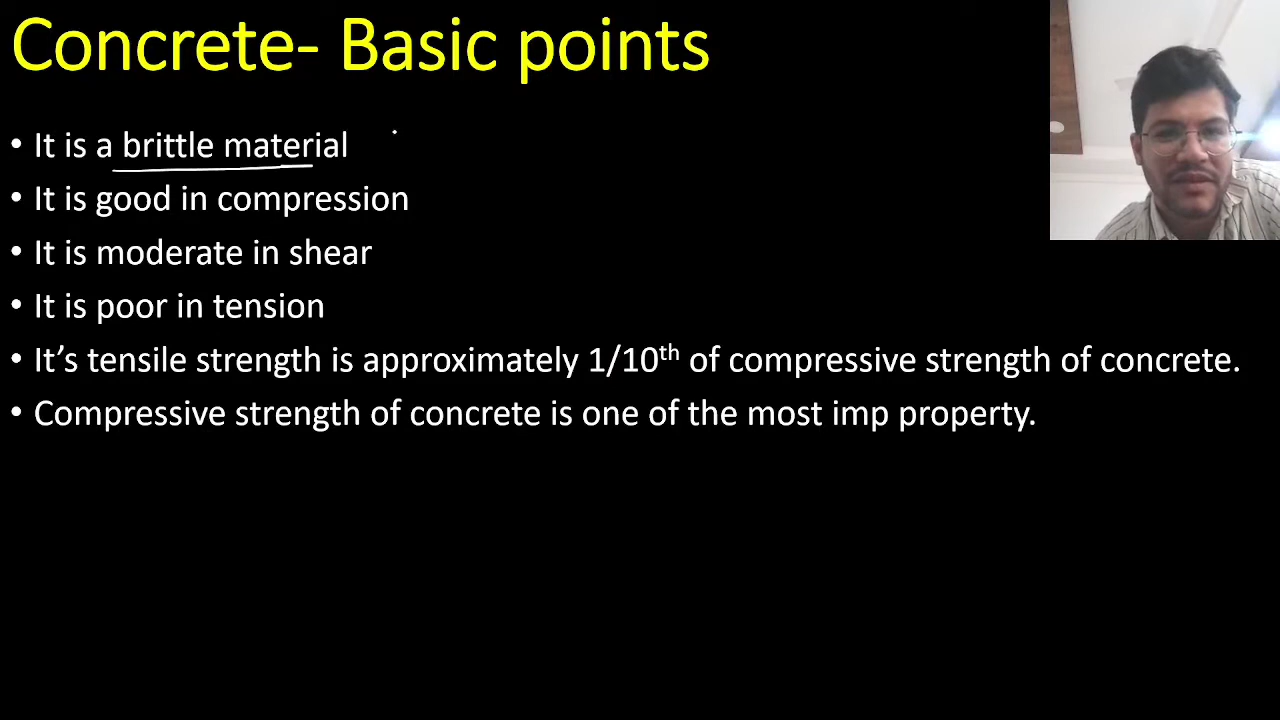 Concrete- Basic points
• It is a brittle material
• It is good in compression
• It is moderate in shear
• It is poor in tension
• It’s tensile strength is approximately 1/10th of compressive strength of concrete.
• Compressive strength of concrete is one of the most imp property.